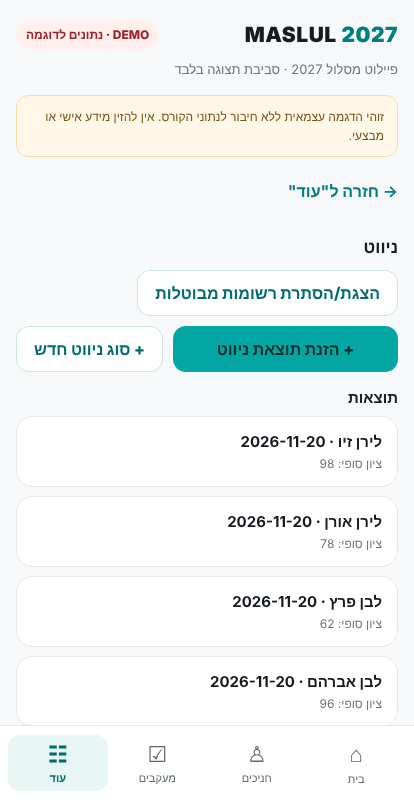 MASLUL 2027
DEMO · נתונים לדוגמה
פיילוט מסלול 2027 · סביבת תצוגה בלבד
זוהי הדגמה עצמאית ללא חיבור לנתוני הקורס. אין להזין מידע אישי או
מבצעי.
→ חזרה ל"עוד"
ניווט
הצגת/הסתרת רשומות מבוטלות
+ הזנת תוצאת ניווט
+ סוג ניווט חדש
תוצאות
לירן זיו · 2026-11-20
ציון סופי: 98
לירן אורן · 2026-11-20
ציון סופי: 78
לבן פרץ · 2026-11-20
ציון סופי: 62
לבן אברהם · 2026-11-20
ציון סופי: 96
בית
חניכים
מעקבים
עוד